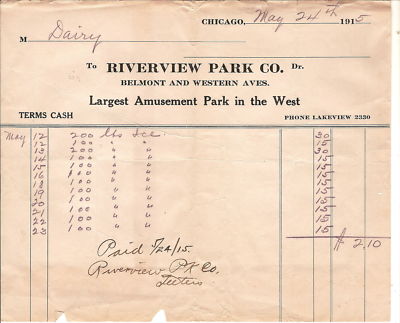 CHICAGO, May 24th 1915
M Dairy
To RIVERVIEW PARK CO. Dr.
BELMONT AND WESTERN AVES.
Largest Amusement Park in the West
TERMS CASH PHONE LAKEVIEW 2330
May 12 200 lbs Ice 30
12 100 " " 15
13 200 " " 30
14 100 " " 15
15 100 " " 15
16 100 " " 15
18 100 " " 15
19 100 " " 15
20 100 " " 15
21 100 " " 15
22 100 " " 15
23 100 " " 15
$ 2.10
Paid 5/24/15.
Riverview Pk Co.